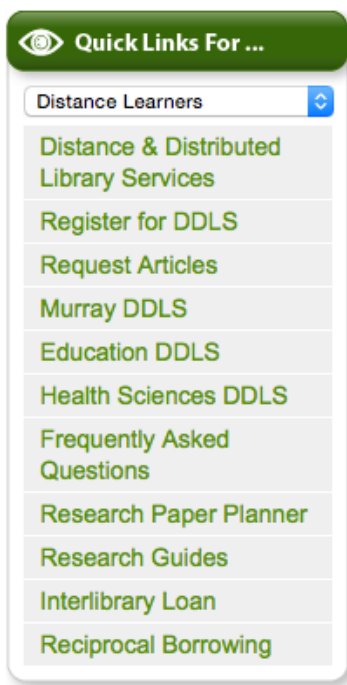 Quick Links For ...
Distance Learners
Distance & Distributed
Library Services
Register for DDLS
Request Articles
Murray DDLS
Education DDLS
Health Sciences DDLS
Frequently Asked
Questions
Research Paper Planner
Research Guides
Interlibrary Loan
Reciprocal Borrowing